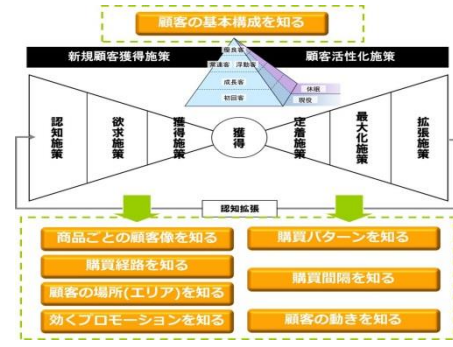 顧客の基本構成を知る
新規顧客獲得施策
顧客活性化施策
優良客
常連客
浮動客
成長客
初回客
休眠
現役
認知施策
欲求施策
獲得施策
獲得
定着施策
最大化施策
拡張施策
認知拡張
商品ごとの顧客像を知る
購買パターンを知る
購買経路を知る
購買間隔を知る
顧客の場所(エリア)を知る
効くプロモーションを知る
顧客の動きを知る